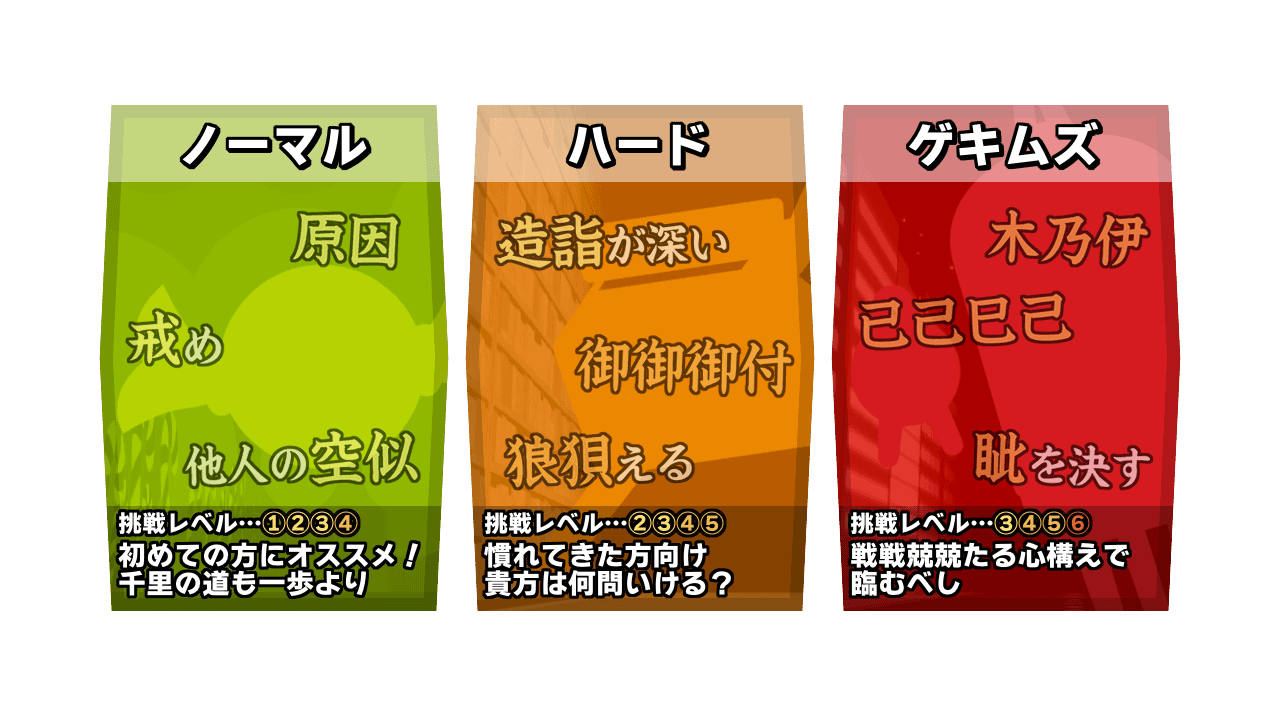 ノーマル
原因
戒め
他人の空似
挑戦レベル…①②③④
初めての方にオススメ！
千里の道も一歩より
ハード
造詣が深い
御御御付
狼狽える
挑戦レベル…②③④⑤
慣れてきた方向け
貴方は何問いける？
ゲキムズ
木乃伊
己己巳己
眦を決す
挑戦レベル…③④⑤⑥
戦戦兢兢たる心構えで
臨むべし